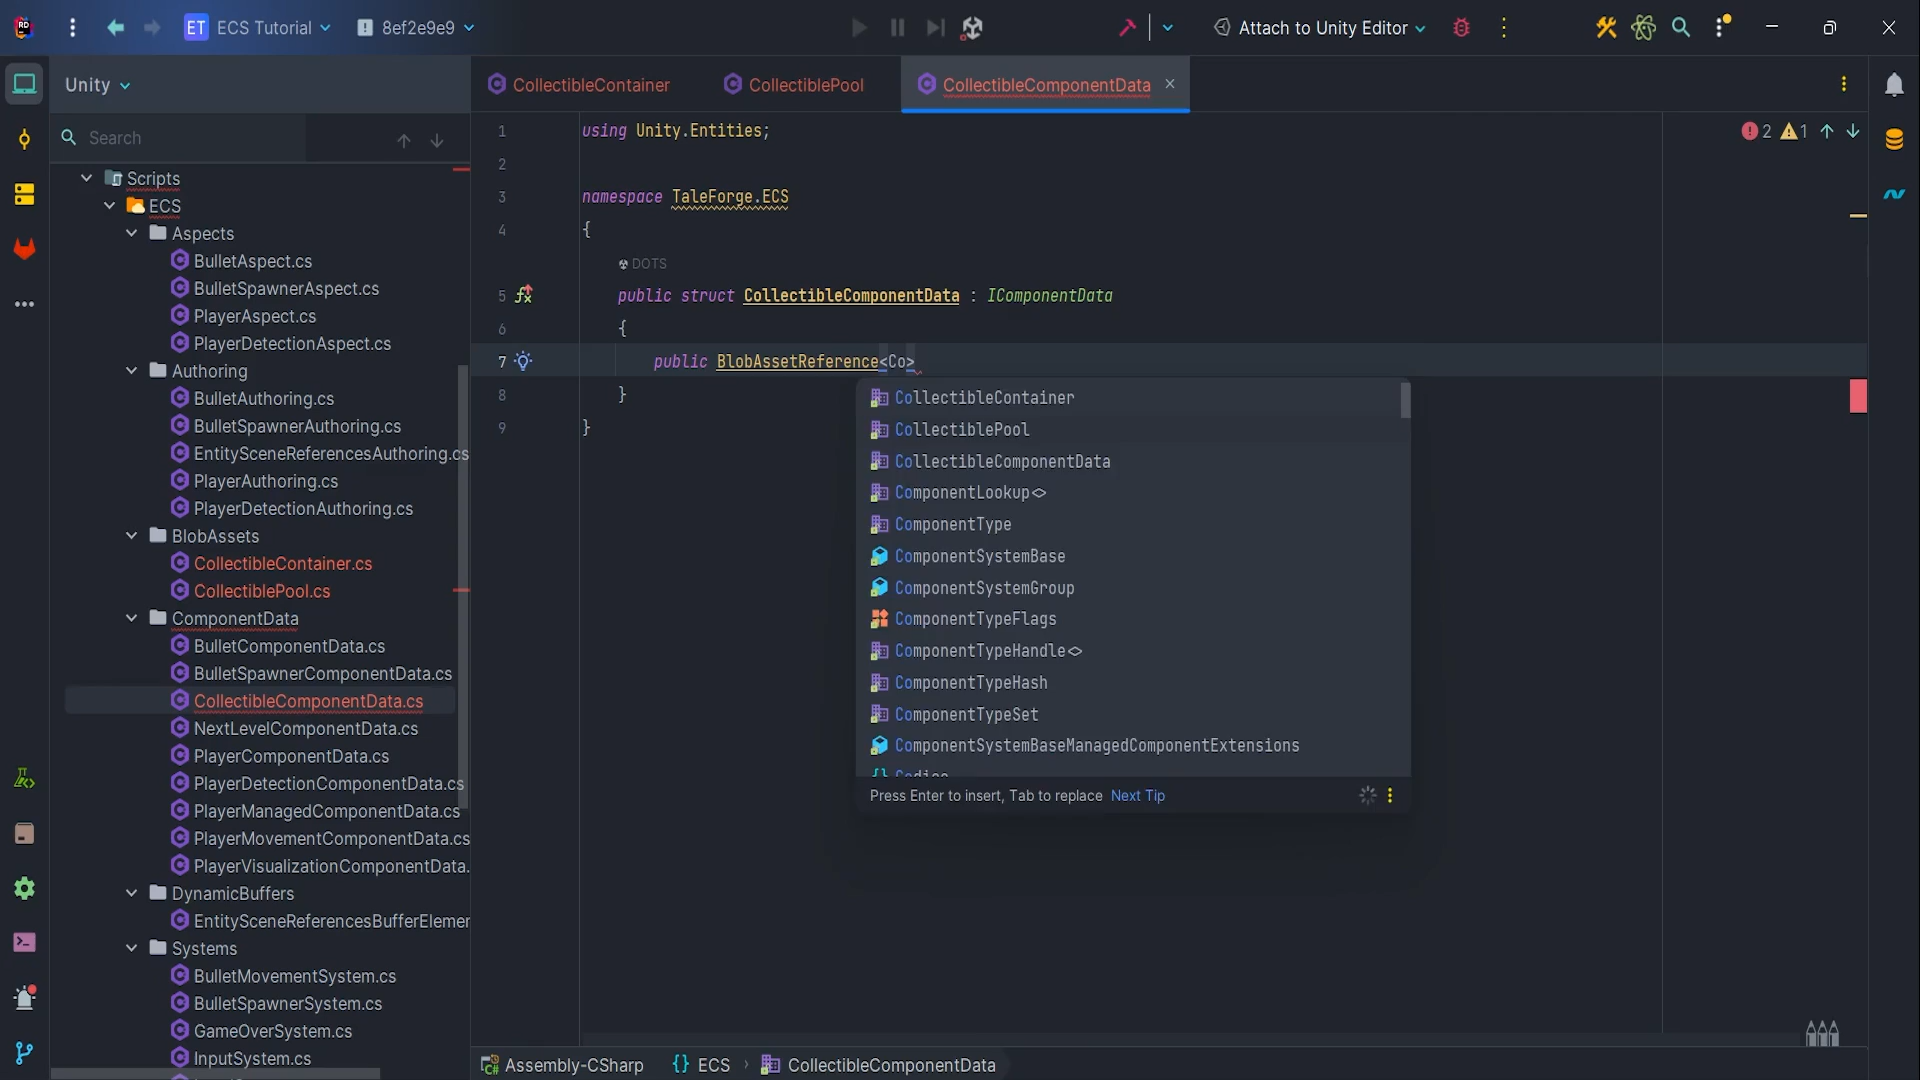 ET ECS Tutorial
8ef2e9e9
Attach to Unity Editor
Unity
CollectibleContainer
CollectiblePool
CollectibleComponentData
Search
Scripts
ECS
Aspects
BulletAspect.cs
BulletSpawnerAspect.cs
PlayerAspect.cs
PlayerDetectionAspect.cs
Authoring
BulletAuthoring.cs
BulletSpawnerAuthoring.cs
EntitySceneReferencesAuthoring.cs
PlayerAuthoring.cs
PlayerDetectionAuthoring.cs
BlobAssets
CollectibleContainer.cs
CollectiblePool.cs
ComponentData
BulletComponentData.cs
BulletSpawnerComponentData.cs
CollectibleComponentData.cs
NextLevelComponentData.cs
PlayerComponentData.cs
PlayerDetectionComponentData.cs
PlayerManagedComponentData.cs
PlayerMovementComponentData.cs
PlayerVisualizationComponentData.
DynamicBuffers
EntitySceneReferencesBufferElemer
Systems
BulletMovementSystem.cs
BulletSpawnerSystem.cs
GameOverSystem.cs
InputSystem.cs
1 using Unity.Entities;
2
3 namespace TaleForge.ECS
4 {
DOTS
5 public struct CollectibleComponentData : IComponentData
6 {
7 public BlobAssetReference<Co>
8 }
9 }
2 1
CollectibleContainer
CollectiblePool
CollectibleComponentData
ComponentLookup<>
ComponentType
ComponentSystemBase
ComponentSystemGroup
ComponentTypeFlags
ComponentTypeHandle<>
ComponentTypeHash
ComponentTypeSet
ComponentSystemBaseManagedComponentExtensions
Press Enter to insert, Tab to replace Next Tip
Assembly-CSharp {} ECS › CollectibleComponentData